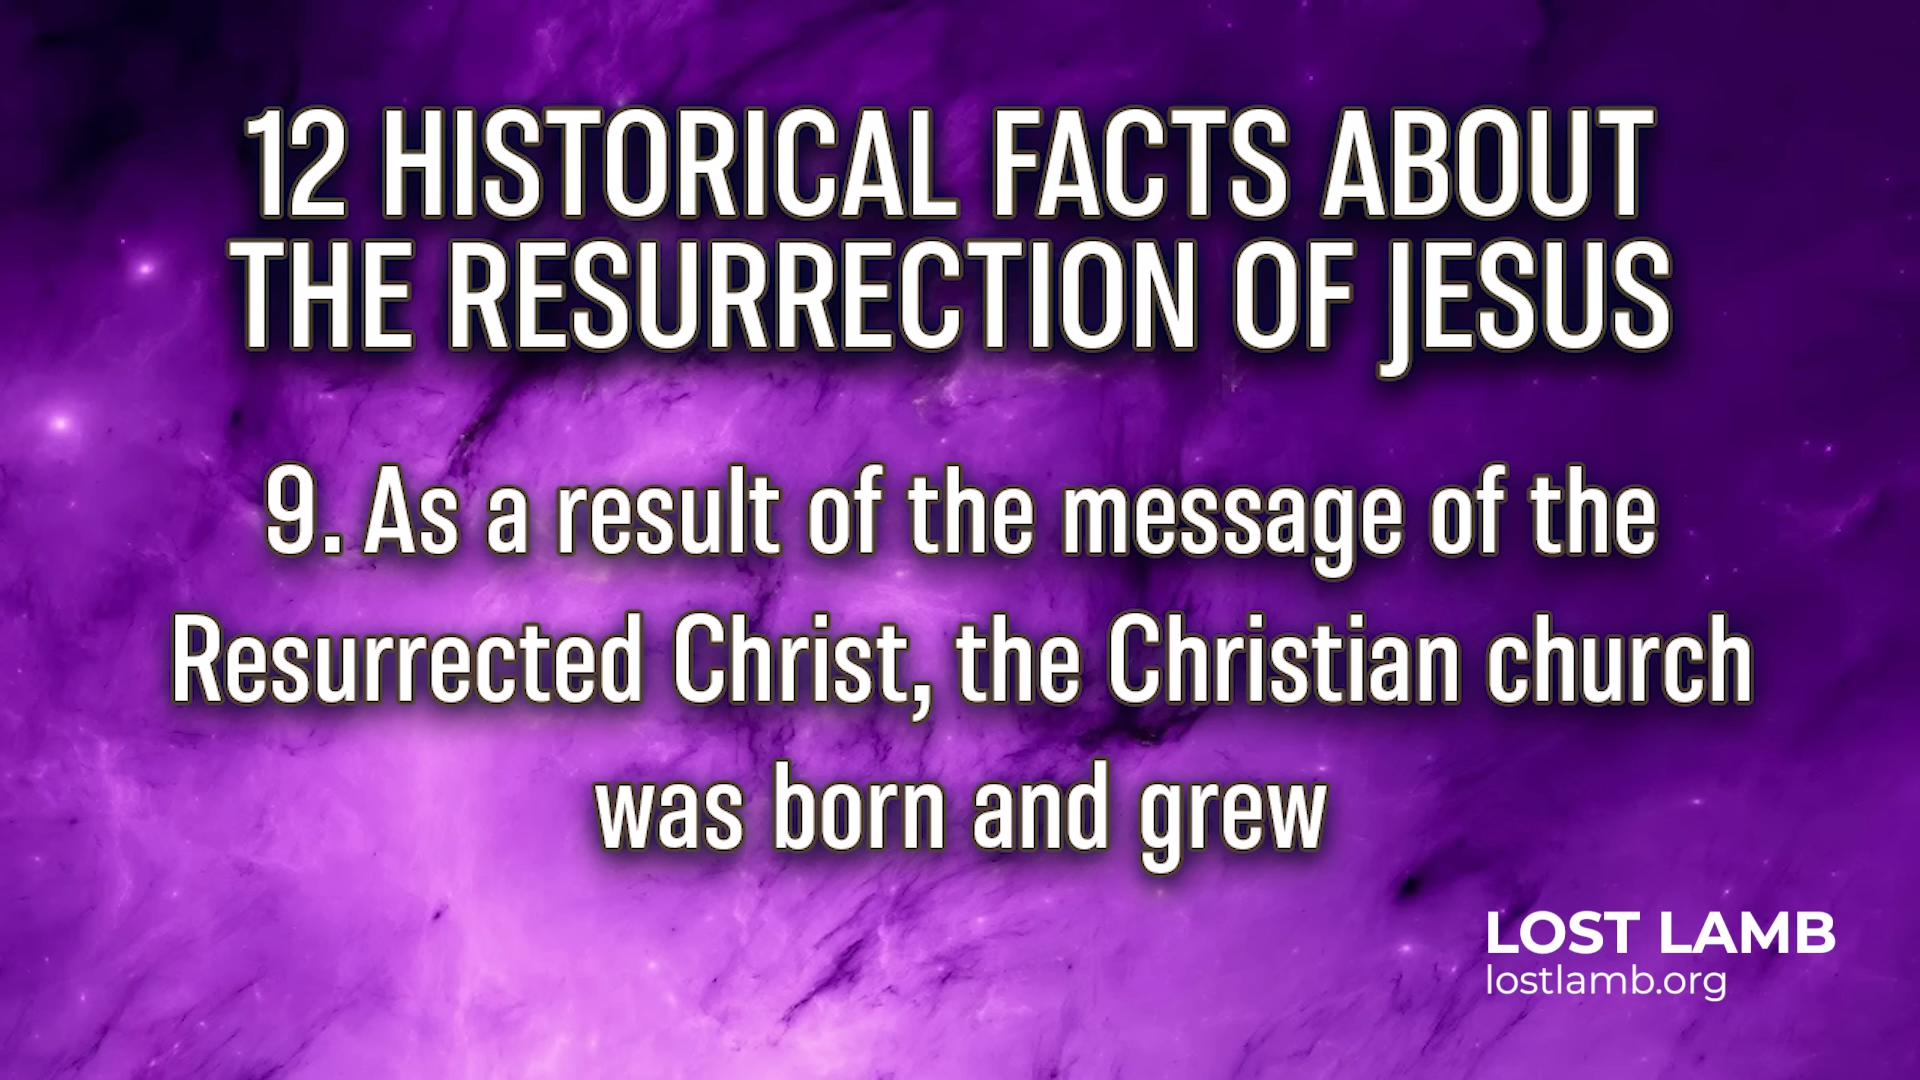 12 HISTORICAL FACTS ABOUT
THE RESURRECTION OF JESUS
9. As a result of the message of the
Resurrected Christ, the Christian church
was born and grew
LOST LAMB
lostlamb.org